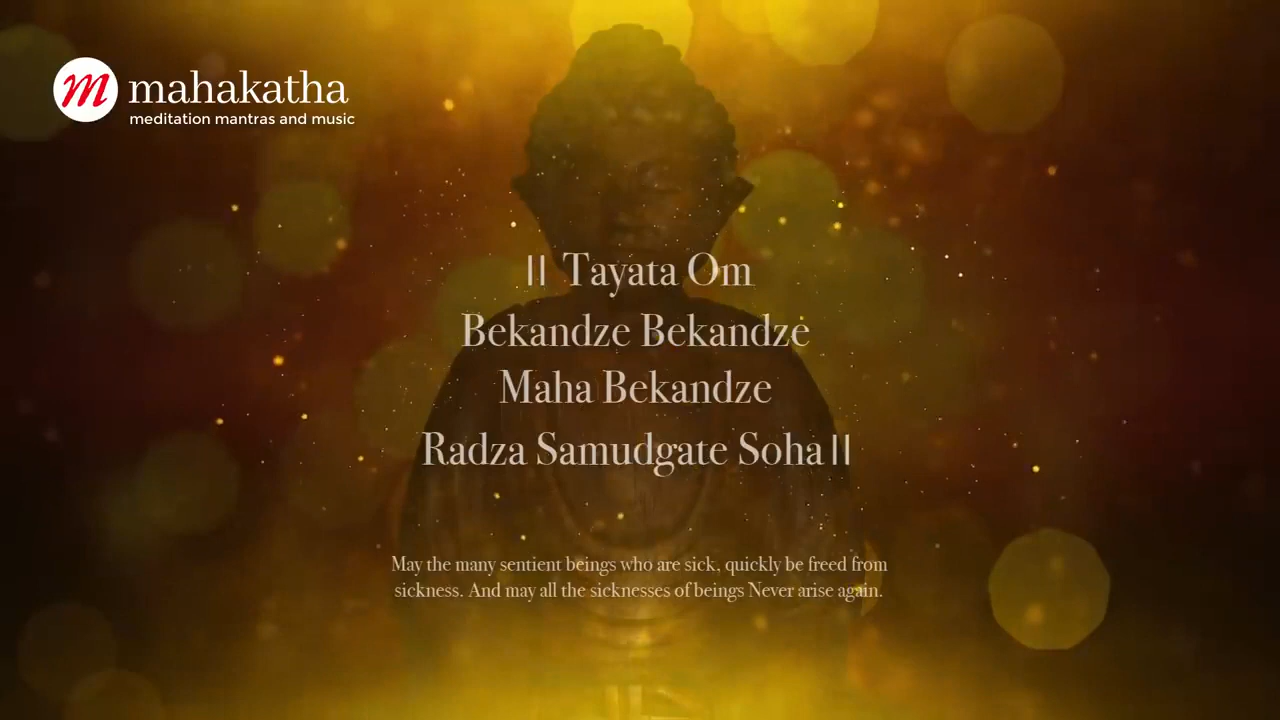 m mahakatha
meditation mantras and music
|| Tayata Om
Bekandze Bekandze
Maha Bekandze
Radza Samudgate Soha ||
May the many sentient beings who are sick, quickly be freed from
sickness. And may all the sicknesses of beings Never arise again.